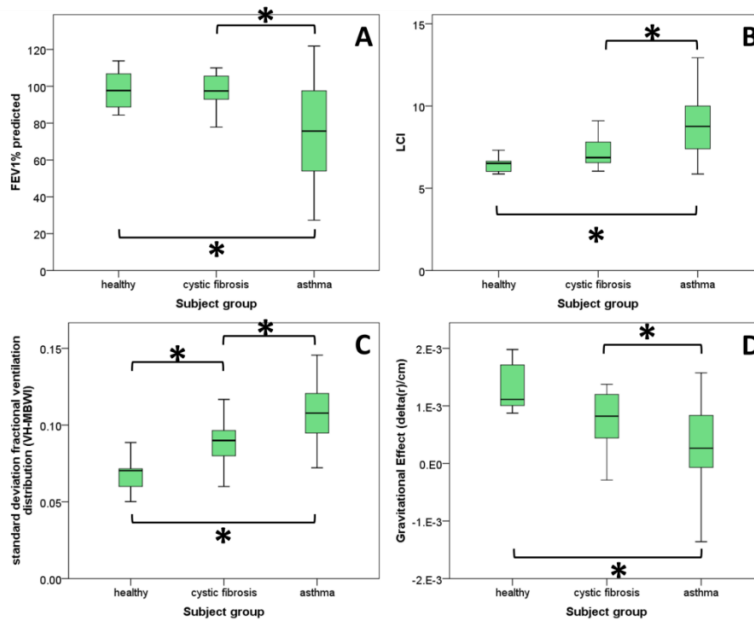 A
FEV1% predicted
120
100
80
60
40
20
0
healthy
cystic fibrosis
asthma
Subject group
*
*
B
LCI
15
10
5
0
healthy
cystic fibrosis
asthma
Subject group
*
*
C
standard deviation fractional ventilation
distribution (VH-MBWI)
0.15
0.10
0.05
0.00
healthy
cystic fibrosis
asthma
Subject group
*
*
*
D
Gravitational Effect (delta(r)/cm)
2.E-3
1.E-3
0.E0
-1.E-3
-2.E-3
healthy
cystic fibrosis
asthma
Subject group
*
*